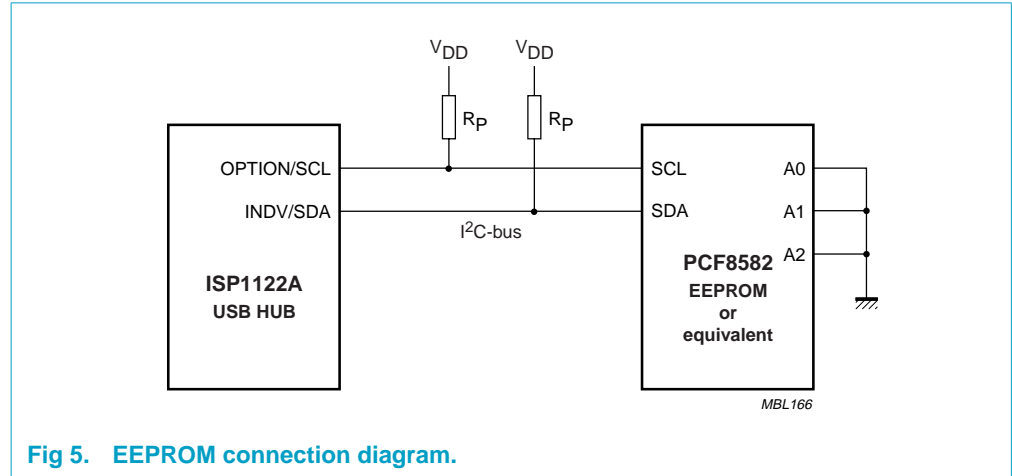 VDD VDD
RP RP
OPTION/SCL SCL A0
INDV/SDA SDA A1
I2C-bus
A2
PCF8582
ISP1122A EEPROM
USB HUB or
equivalent
MBL166
Fig 5. EEPROM connection diagram.